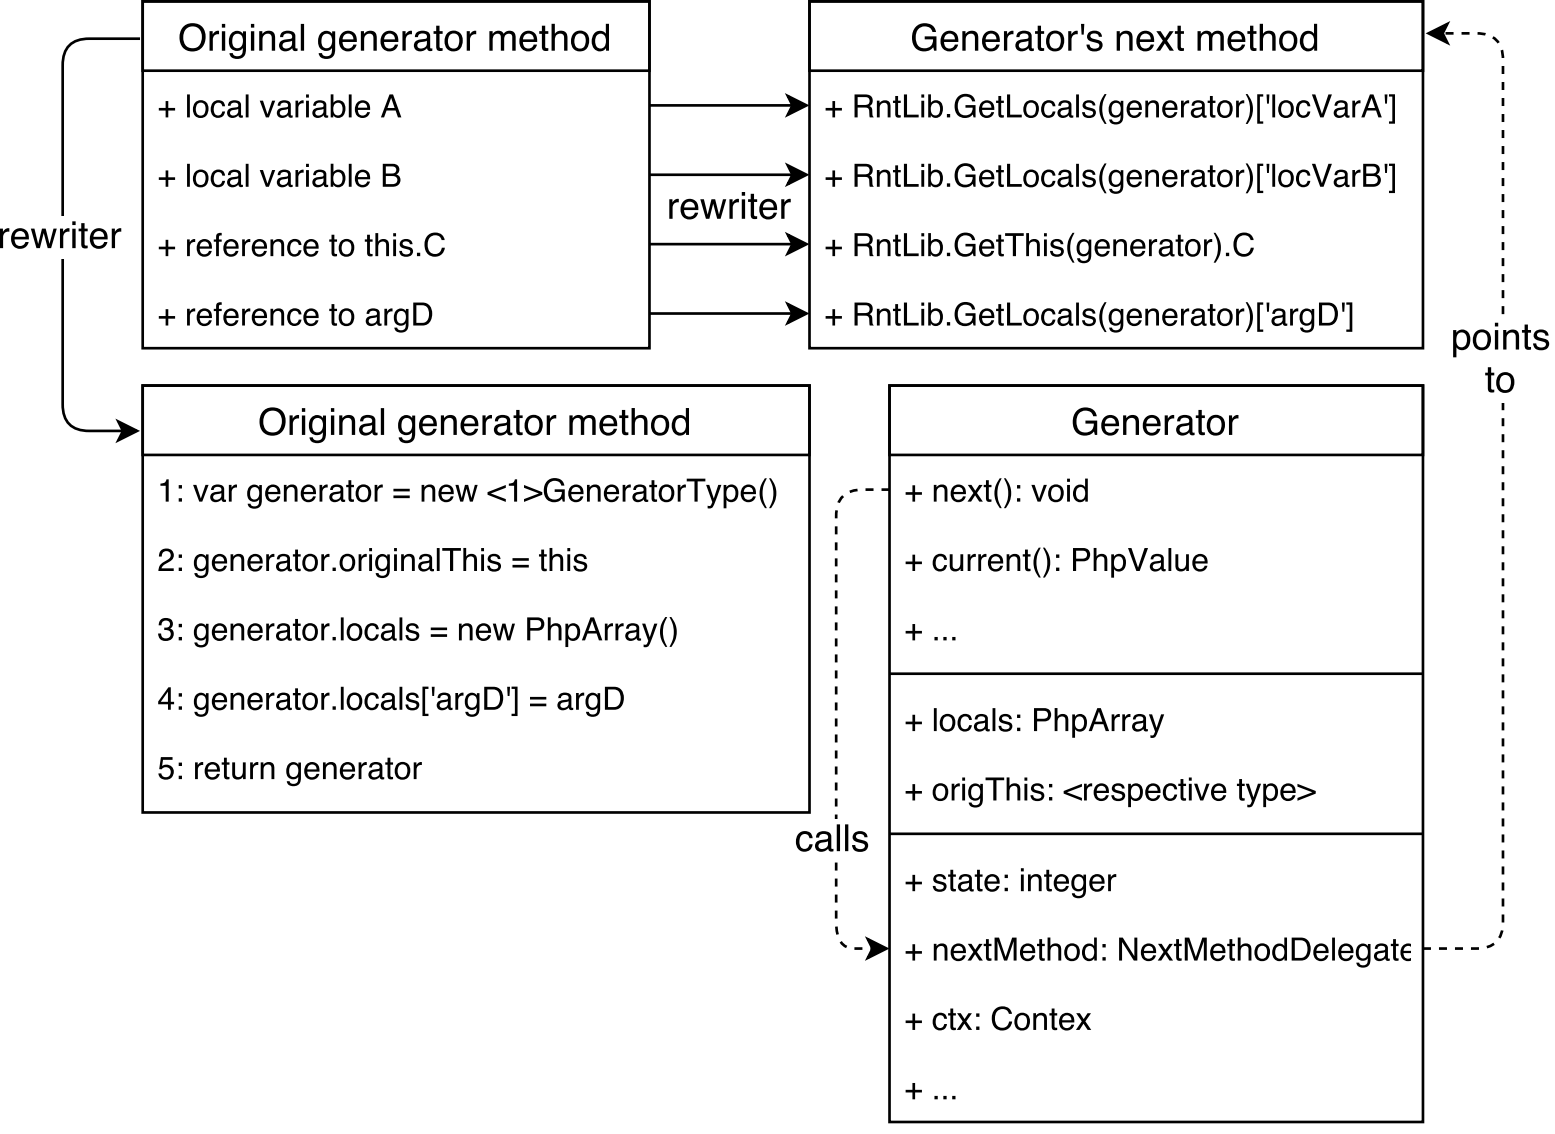 Original generator method
+ local variable A
+ local variable B
+ reference to this.C
+ reference to argD
rewriter
rewriter
Generator's next method
+ RntLib.GetLocals(generator)['locVarA']
+ RntLib.GetLocals(generator)['locVarB']
+ RntLib.GetThis(generator).C
+ RntLib.GetLocals(generator)['argD']
points
to
Original generator method
1: var generator = new <1>GeneratorType()
2: generator.originalThis = this
3: generator.locals = new PhpArray()
4: generator.locals['argD'] = argD
5: return generator
calls
Generator
+ next(): void
+ current(): PhpValue
+ ...
+ locals: PhpArray
+ origThis: <respective type>
+ state: integer
+ nextMethod: NextMethodDelegate
+ ctx: Contex
+ ...